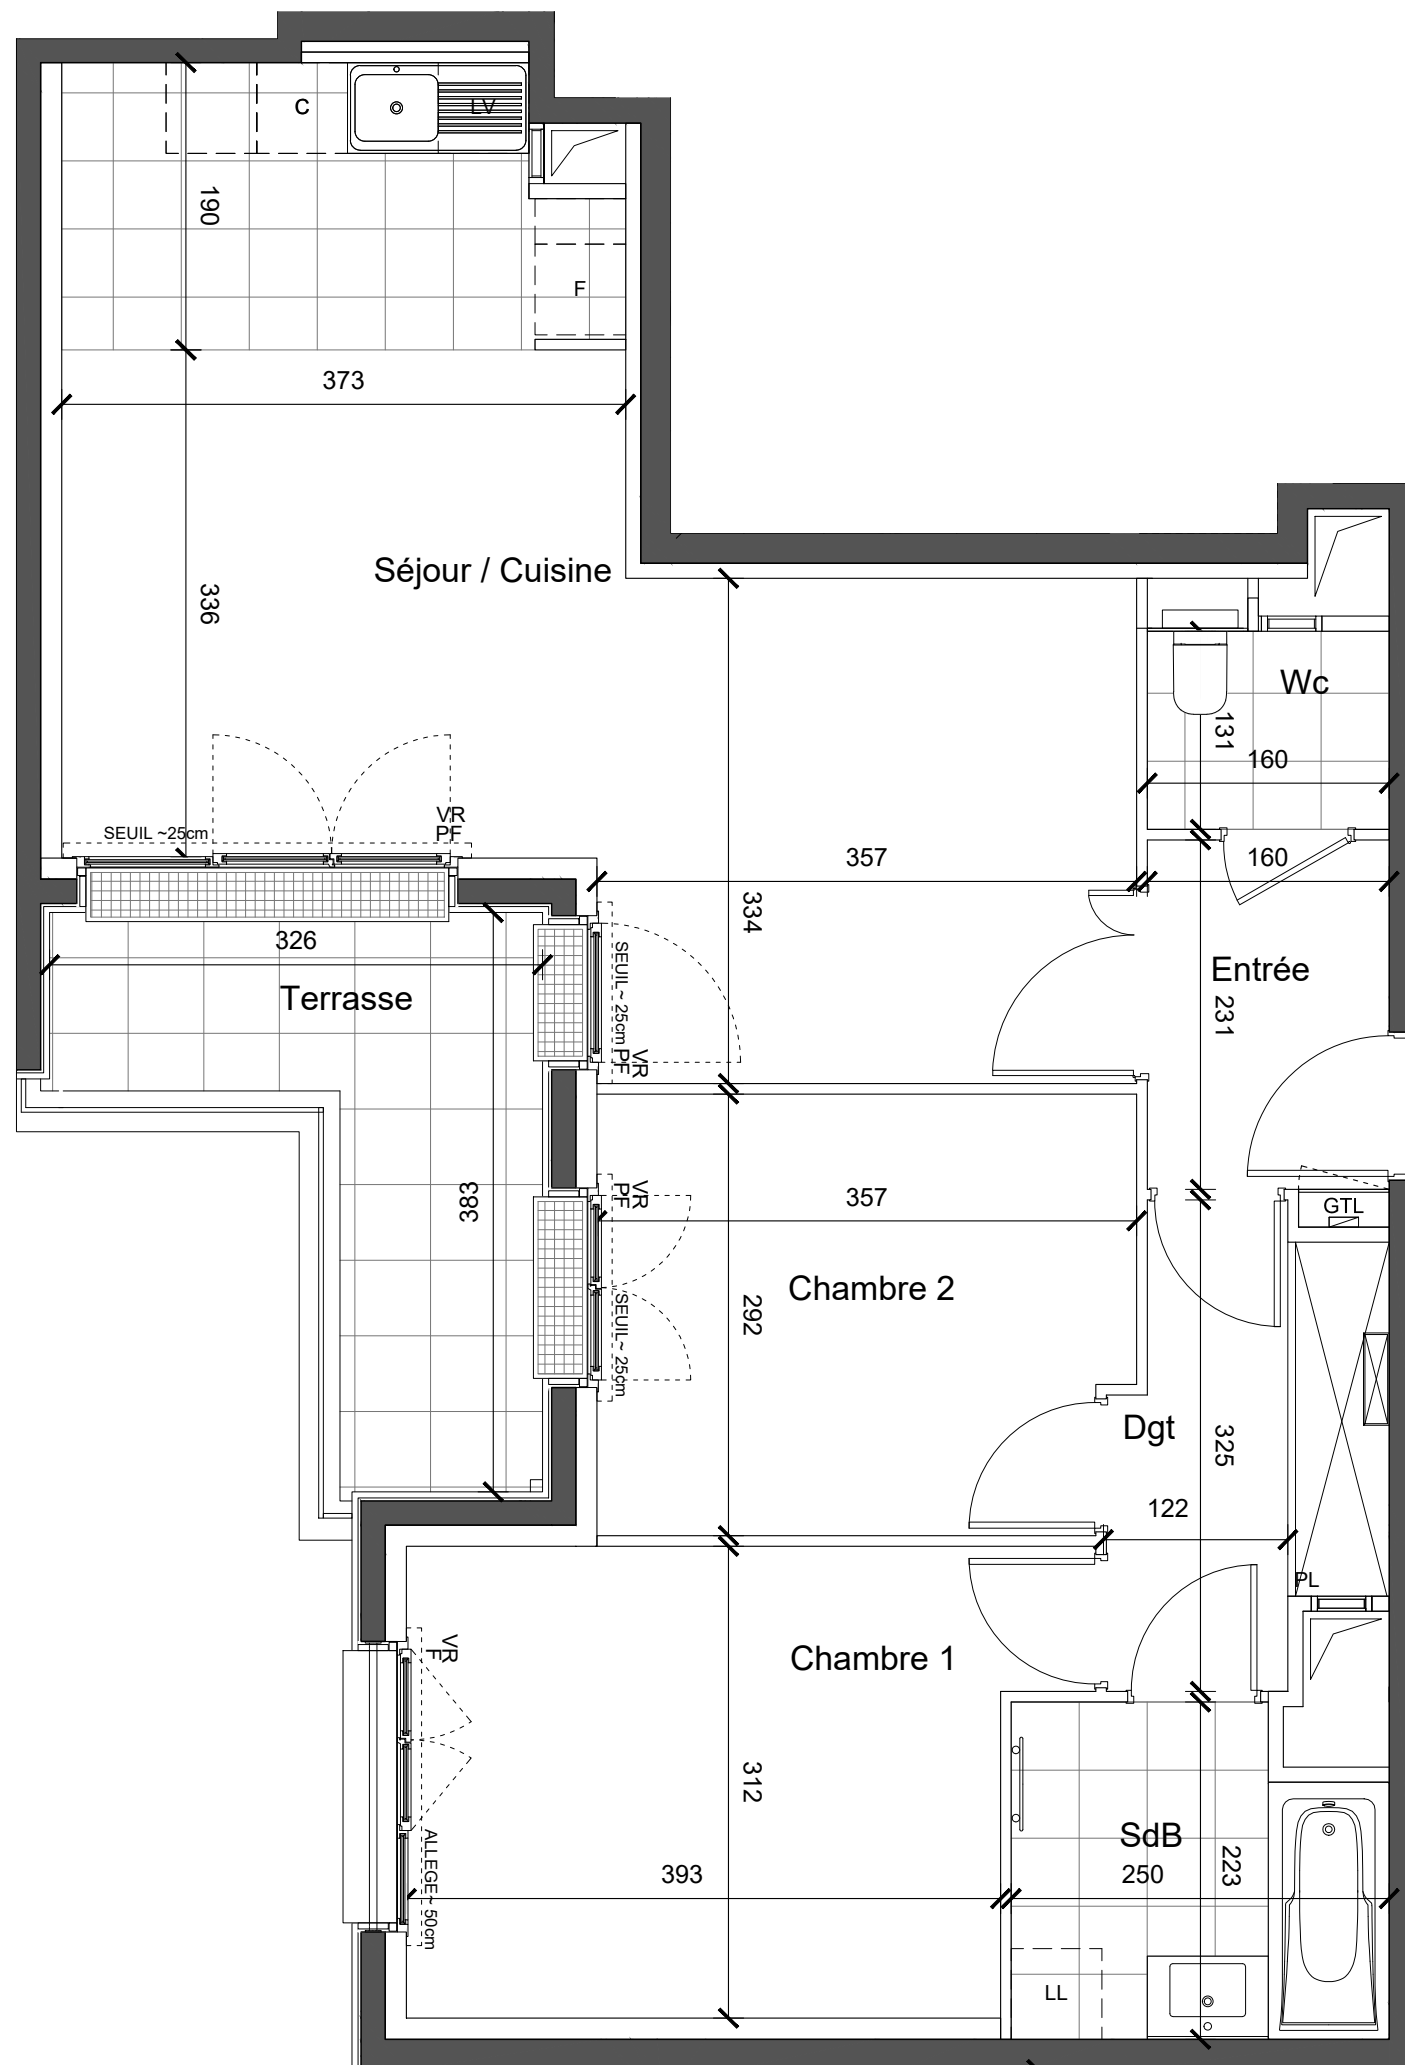 C
LV
190
F
373
Séjour / Cuisine
336
Wc
131
160
SEUIL ~25cm
VR
PF
357
160
334
326
Terrasse
SEUIL~ 25cm
VR
PF
Entrée
231
383
VR
PF
357
GTL
Chambre 2
SEUIL~ 25cm
292
Dgt
325
122
PL
VR
F
Chambre 1
312
ALLEGE~ 50cm
SdB
393
250
223
LL